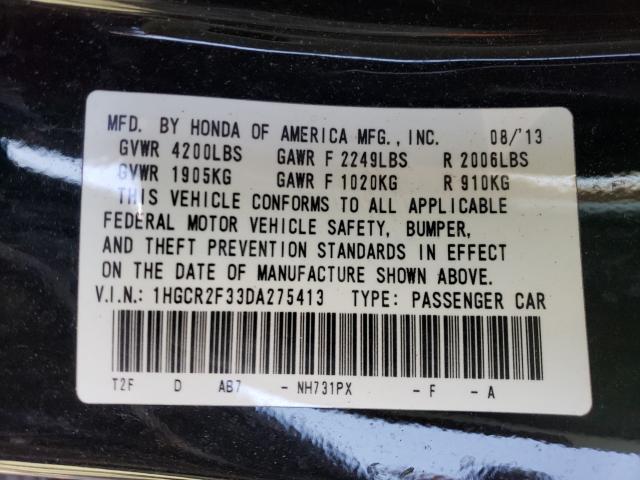 MFD. BY HONDA OF AMERICA MFG., INC. 08/'13
GVWR 4200LBS GAWR F 2249LBS R 2006LBS
GVWR 1905KG GAWR F 1020KG R 910KG
THIS VEHICLE CONFORMS TO ALL APPLICABLE
FEDERAL MOTOR VEHICLE SAFETY, BUMPER,
AND THEFT PREVENTION STANDARDS IN EFFECT
ON THE DATE OF MANUFACTURE SHOWN ABOVE.
V.I.N.: 1HGCR2F33DA275413 TYPE: PASSENGER CAR
T2F D AB7 - NH731PX - F - A